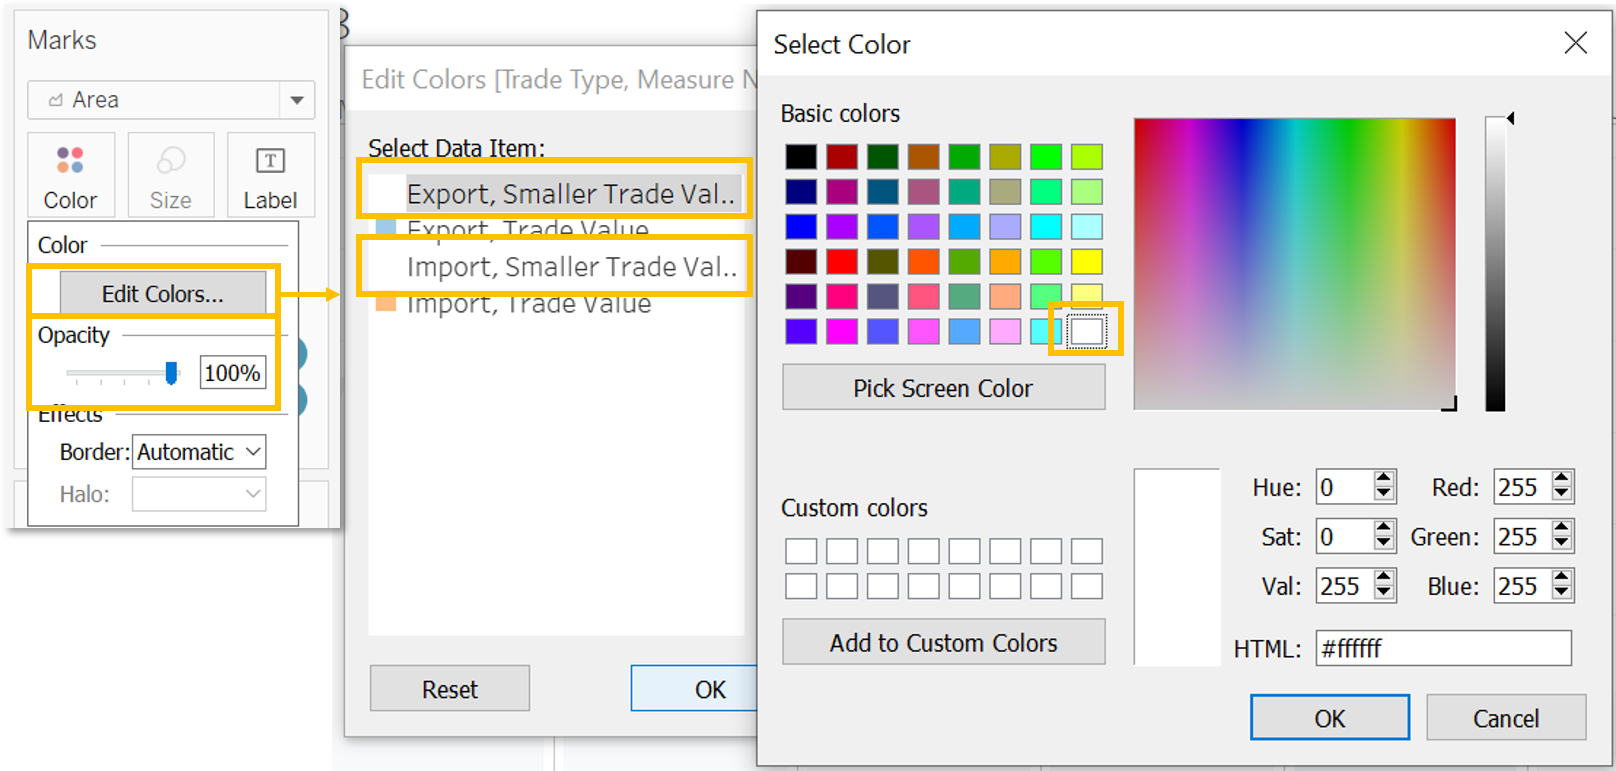 Marks
Area
Color
Size
T
Label
Color
Edit Colors...
Opacity
100%
Effects
Border:
Automatic
Halo:
Edit Colors [Trade Type, Measure N
Select Data Item:
Export, Smaller Trade Val..
Export, Trade Value
Import, Smaller Trade Val..
Import, Trade Value
Reset
OK
Select Color
Basic colors
Pick Screen Color
Custom colors
Add to Custom Colors
Hue: 0
Red: 255
Sat: 0
Green: 255
Val: 255
Blue: 255
HTML: #ffffff
OK
Cancel